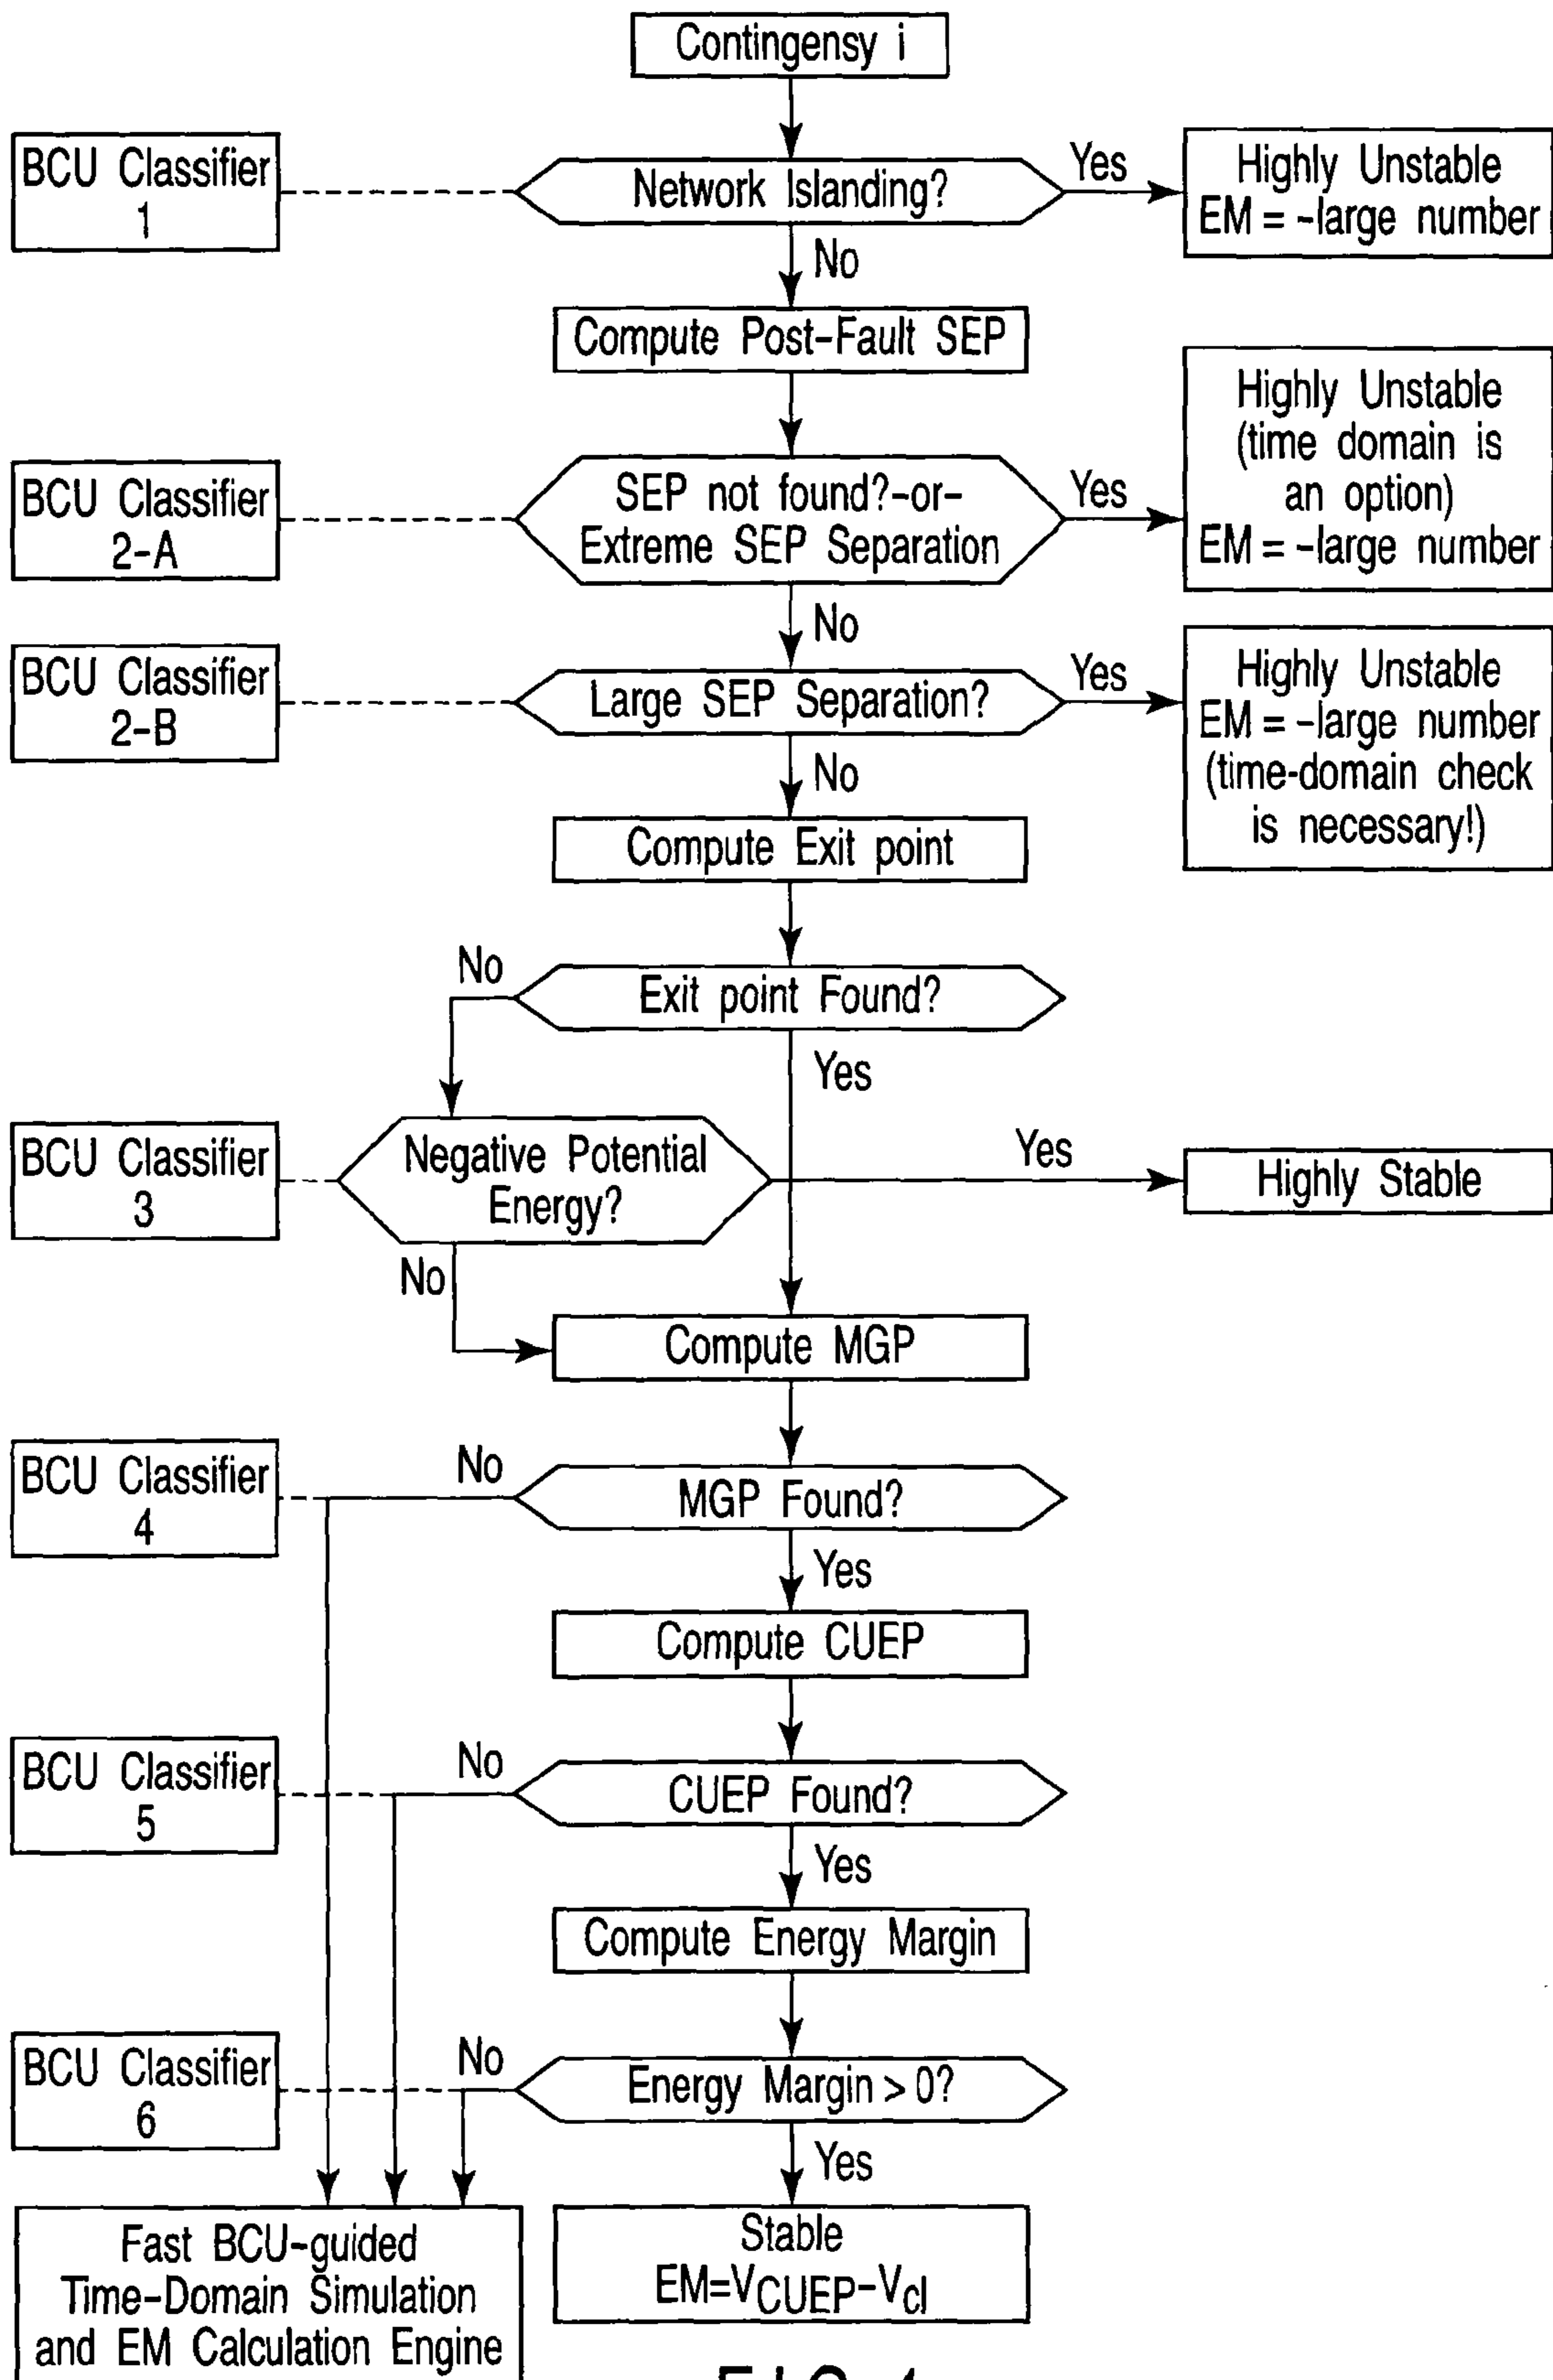 Contingensy i
BCU Classifier
1
Network Islanding?
Yes
Highly Unstable
EM = -large number
No
Compute Post-Fault SEP
BCU Classifier
2-A
SEP not found?-or-
Extreme SEP Separation
Yes
Highly Unstable
(time domain is
an option)
EM = -large number
No
BCU Classifier
2-B
Large SEP Separation?
Yes
Highly Unstable
EM = -large number
(time-domain check
is necessary!)
No
Compute Exit point
No
Exit point Found?
Yes
BCU Classifier
3
Negative Potential
Energy?
Yes
Highly Stable
No
Compute MGP
BCU Classifier
4
No
MGP Found?
Yes
Compute CUEP
BCU Classifier
5
No
CUEP Found?
Yes
Compute Energy Margin
BCU Classifier
6
No
Energy Margin > 0?
Yes
Fast BCU-guided
Time-Domain Simulation
and EM Calculation Engine
Stable
EM=VCUEP-Vcl